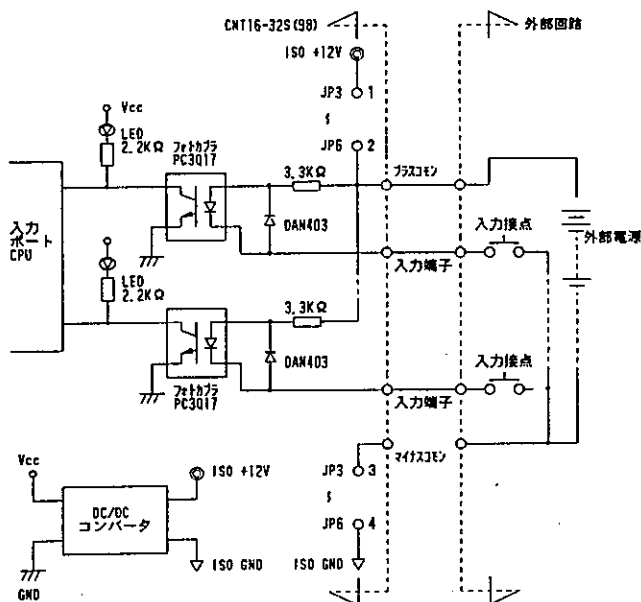 CNT16-32S(98)
外部回路
ISO +12V
JP3 1
JP6 2
Vcc
LED
2.2KΩ
フォトカプラ
PC3Q17
3.3KΩ
プラスコモン
DAN403
入力接点
外部電源
入力端子
入力
ポート
CPU
LED
2.2KΩ
3.3KΩ
DAN403
フォトカプラ
PC3Q17
入力接点
入力端子
マイナスコモン
Vcc
ISO +12V
JP3 3
DC/DC
コンバータ
JP6 4
ISO GND
ISO GND
GND